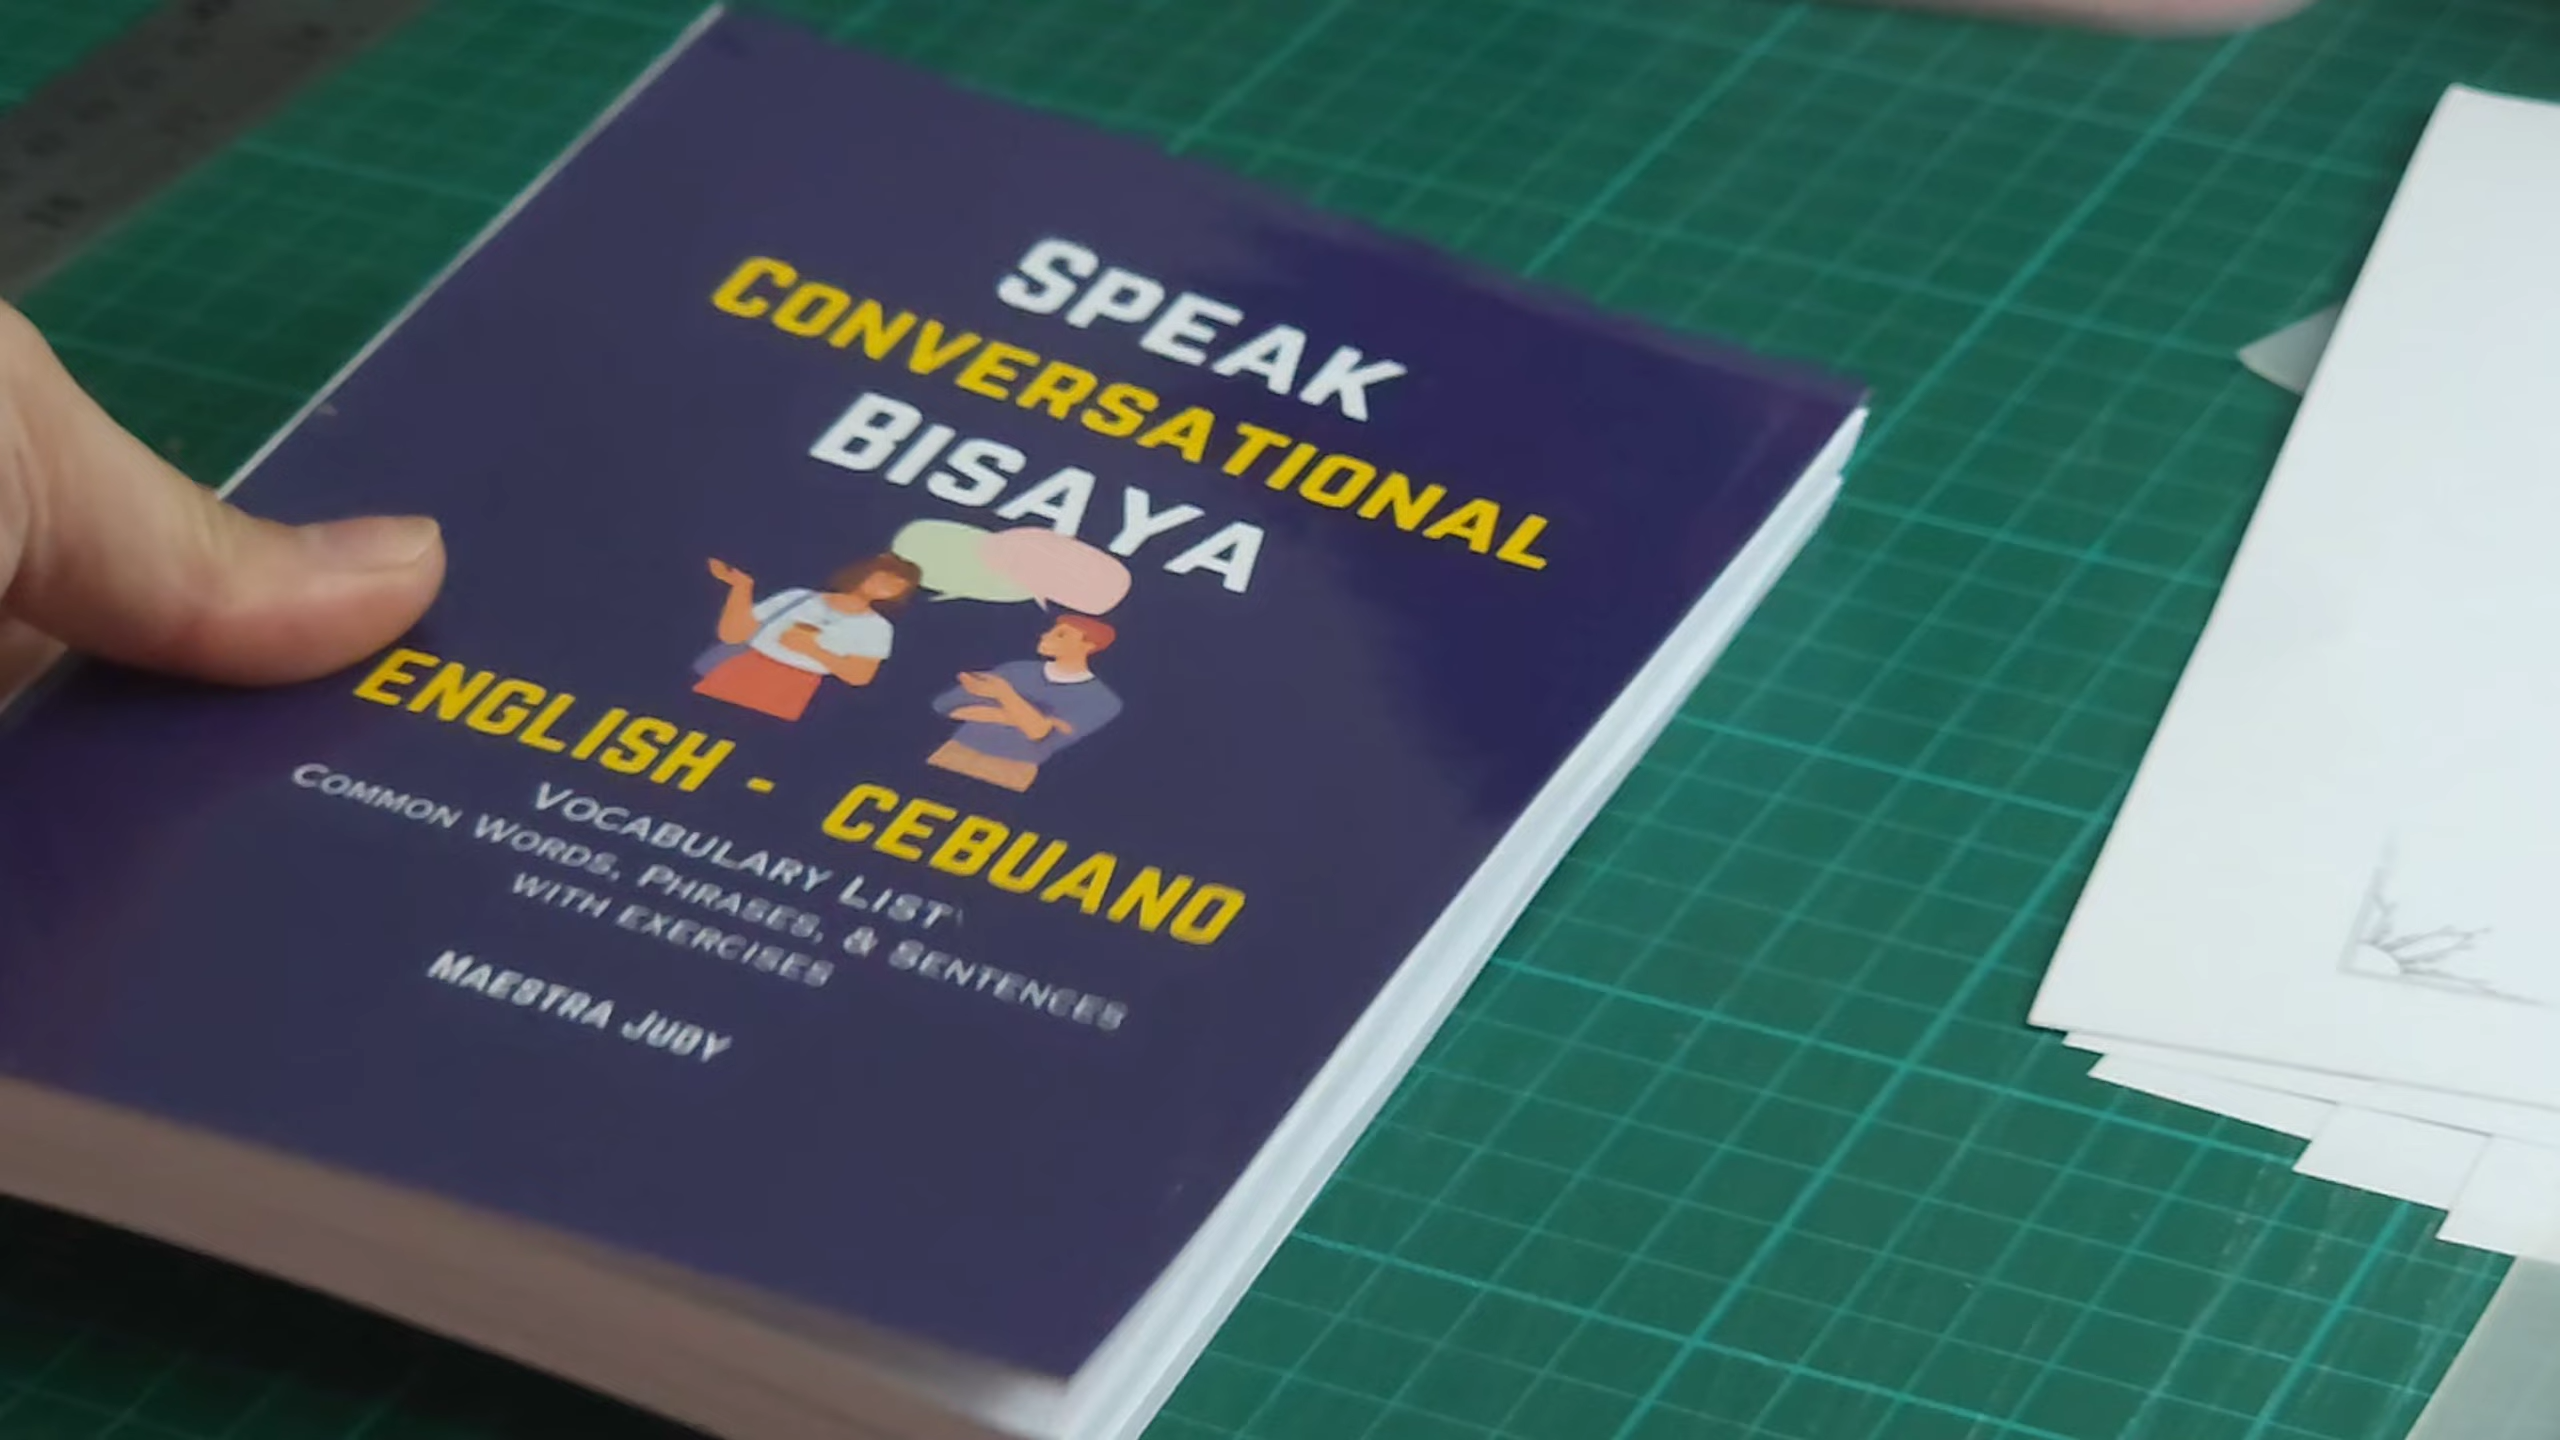 SPEAK
CONVERSATIONAL
BISAYA
ENGLISH - CEBUANO
VOCABULARY LIST\
COMMON WORDS, PHRASES, & SENTENCES
WITH EXERCISES
MAESTRA JUDY